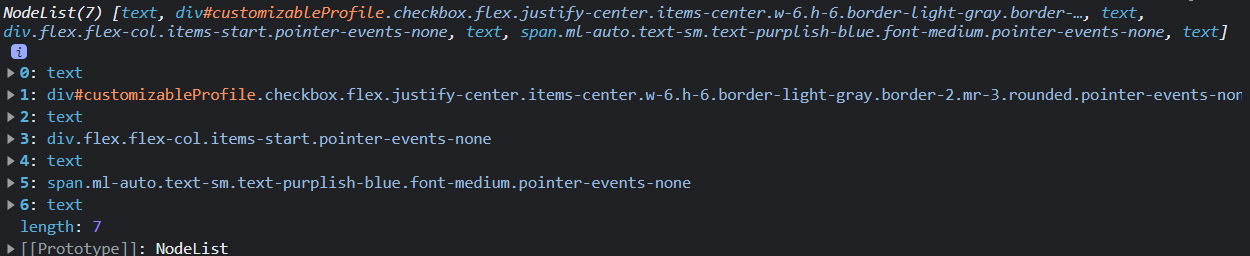 NodeList(7) [text, div#customizableProfile.checkbox.flex.justify-center.items-center.w-6.h-6.border-light-gray.border-…, text,
div.flex.flex-col.items-start.pointer-events-none, text, span.ml-auto.text-sm.text-purplish-blue.font-medium.pointer-events-none, text]
i
0: text
1: div#customizableProfile.checkbox.flex.justify-center.items-center.w-6.h-6.border-light-gray.border-2.mr-3.rounded.pointer-events-non
2: text
3: div.flex.flex-col.items-start.pointer-events-none
4: text
5: span.ml-auto.text-sm.text-purplish-blue.font-medium.pointer-events-none
6: text
length: 7
[[Prototype]]: NodeList